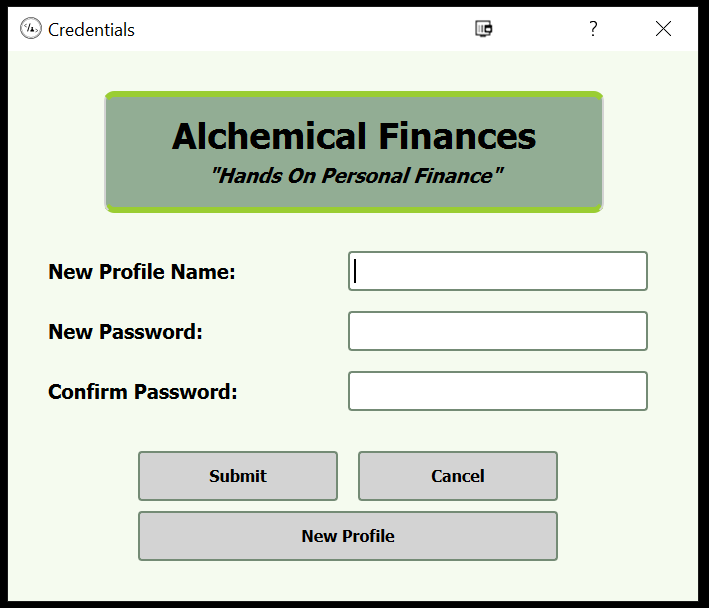 Credentials
?
Alchemical Finances
"Hands On Personal Finance"
New Profile Name:
New Password:
Confirm Password:
Submit Cancel
New Profile